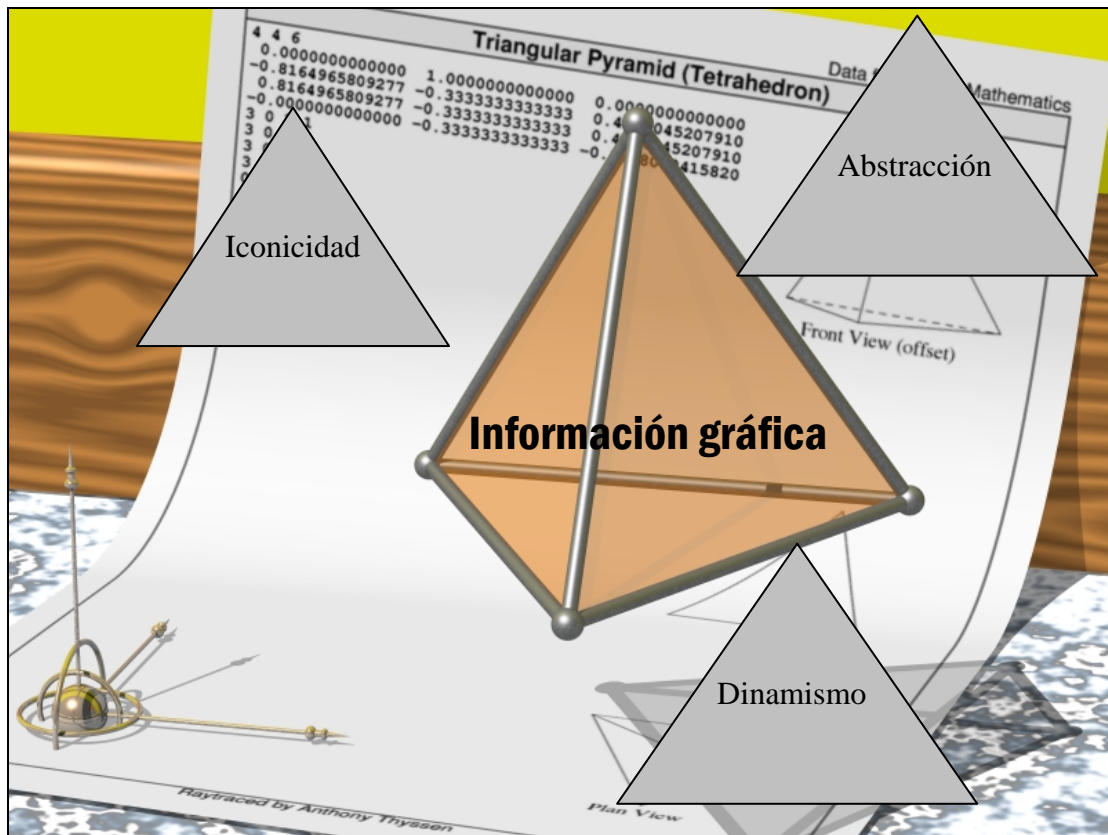 4 4 6
Triangular Pyramid (Tetrahedron)
Data
Mathematics
0.0000000000000 1.0000000000000 0.0000000000000
-0.8164965809277 -0.3333333333333
0.8164965809277 -0.3333333333333
-0.0000000000000 -0.3333333333333
Abstracción
Iconicidad
Front View (offset)
Información gráfica
Dinamismo
Raytraced by Anthony Thyssen
Plan View